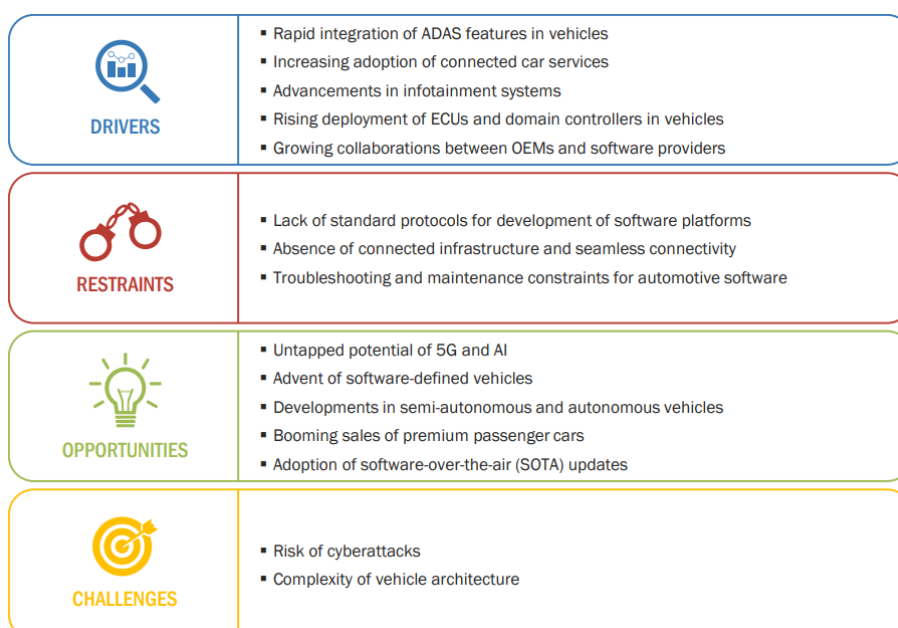 DRIVERS
▪ Rapid integration of ADAS features in vehicles
▪ Increasing adoption of connected car services
▪ Advancements in infotainment systems
▪ Rising deployment of ECUs and domain controllers in vehicles
▪ Growing collaborations between OEMs and software providers
RESTRAINTS
▪ Lack of standard protocols for development of software platforms
▪ Absence of connected infrastructure and seamless connectivity
▪ Troubleshooting and maintenance constraints for automotive software
OPPORTUNITIES
▪ Untapped potential of 5G and AI
▪ Advent of software-defined vehicles
▪ Developments in semi-autonomous and autonomous vehicles
▪ Booming sales of premium passenger cars
▪ Adoption of software-over-the-air (SOTA) updates
CHALLENGES
▪ Risk of cyberattacks
▪ Complexity of vehicle architecture